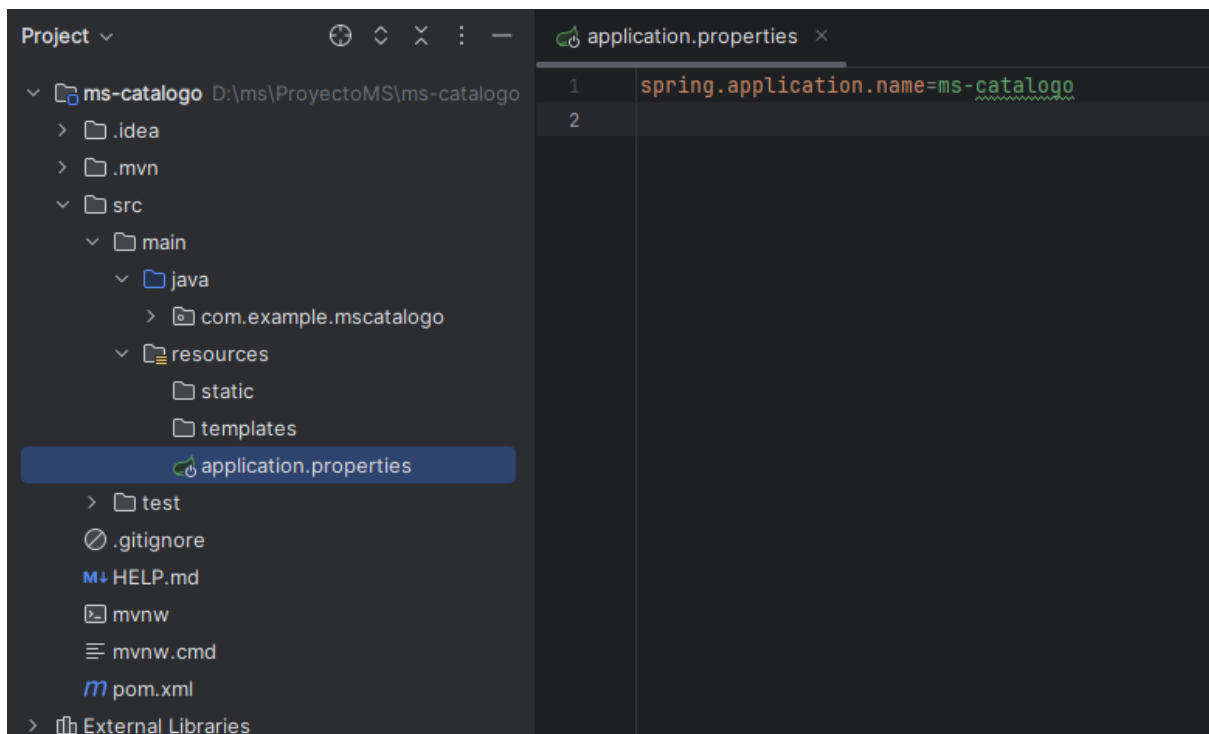 Project
ms-catalogo D:\ms\ProyectoMS\ms-catalogo
.idea
.mvn
src
main
java
com.example.mscatalogo
resources
static
templates
application.properties
test
.gitignore
M↓ HELP.md
mvnw
mvnw.cmd
m pom.xml
External Libraries
application.properties
1 spring.application.name=ms-catalogo
2